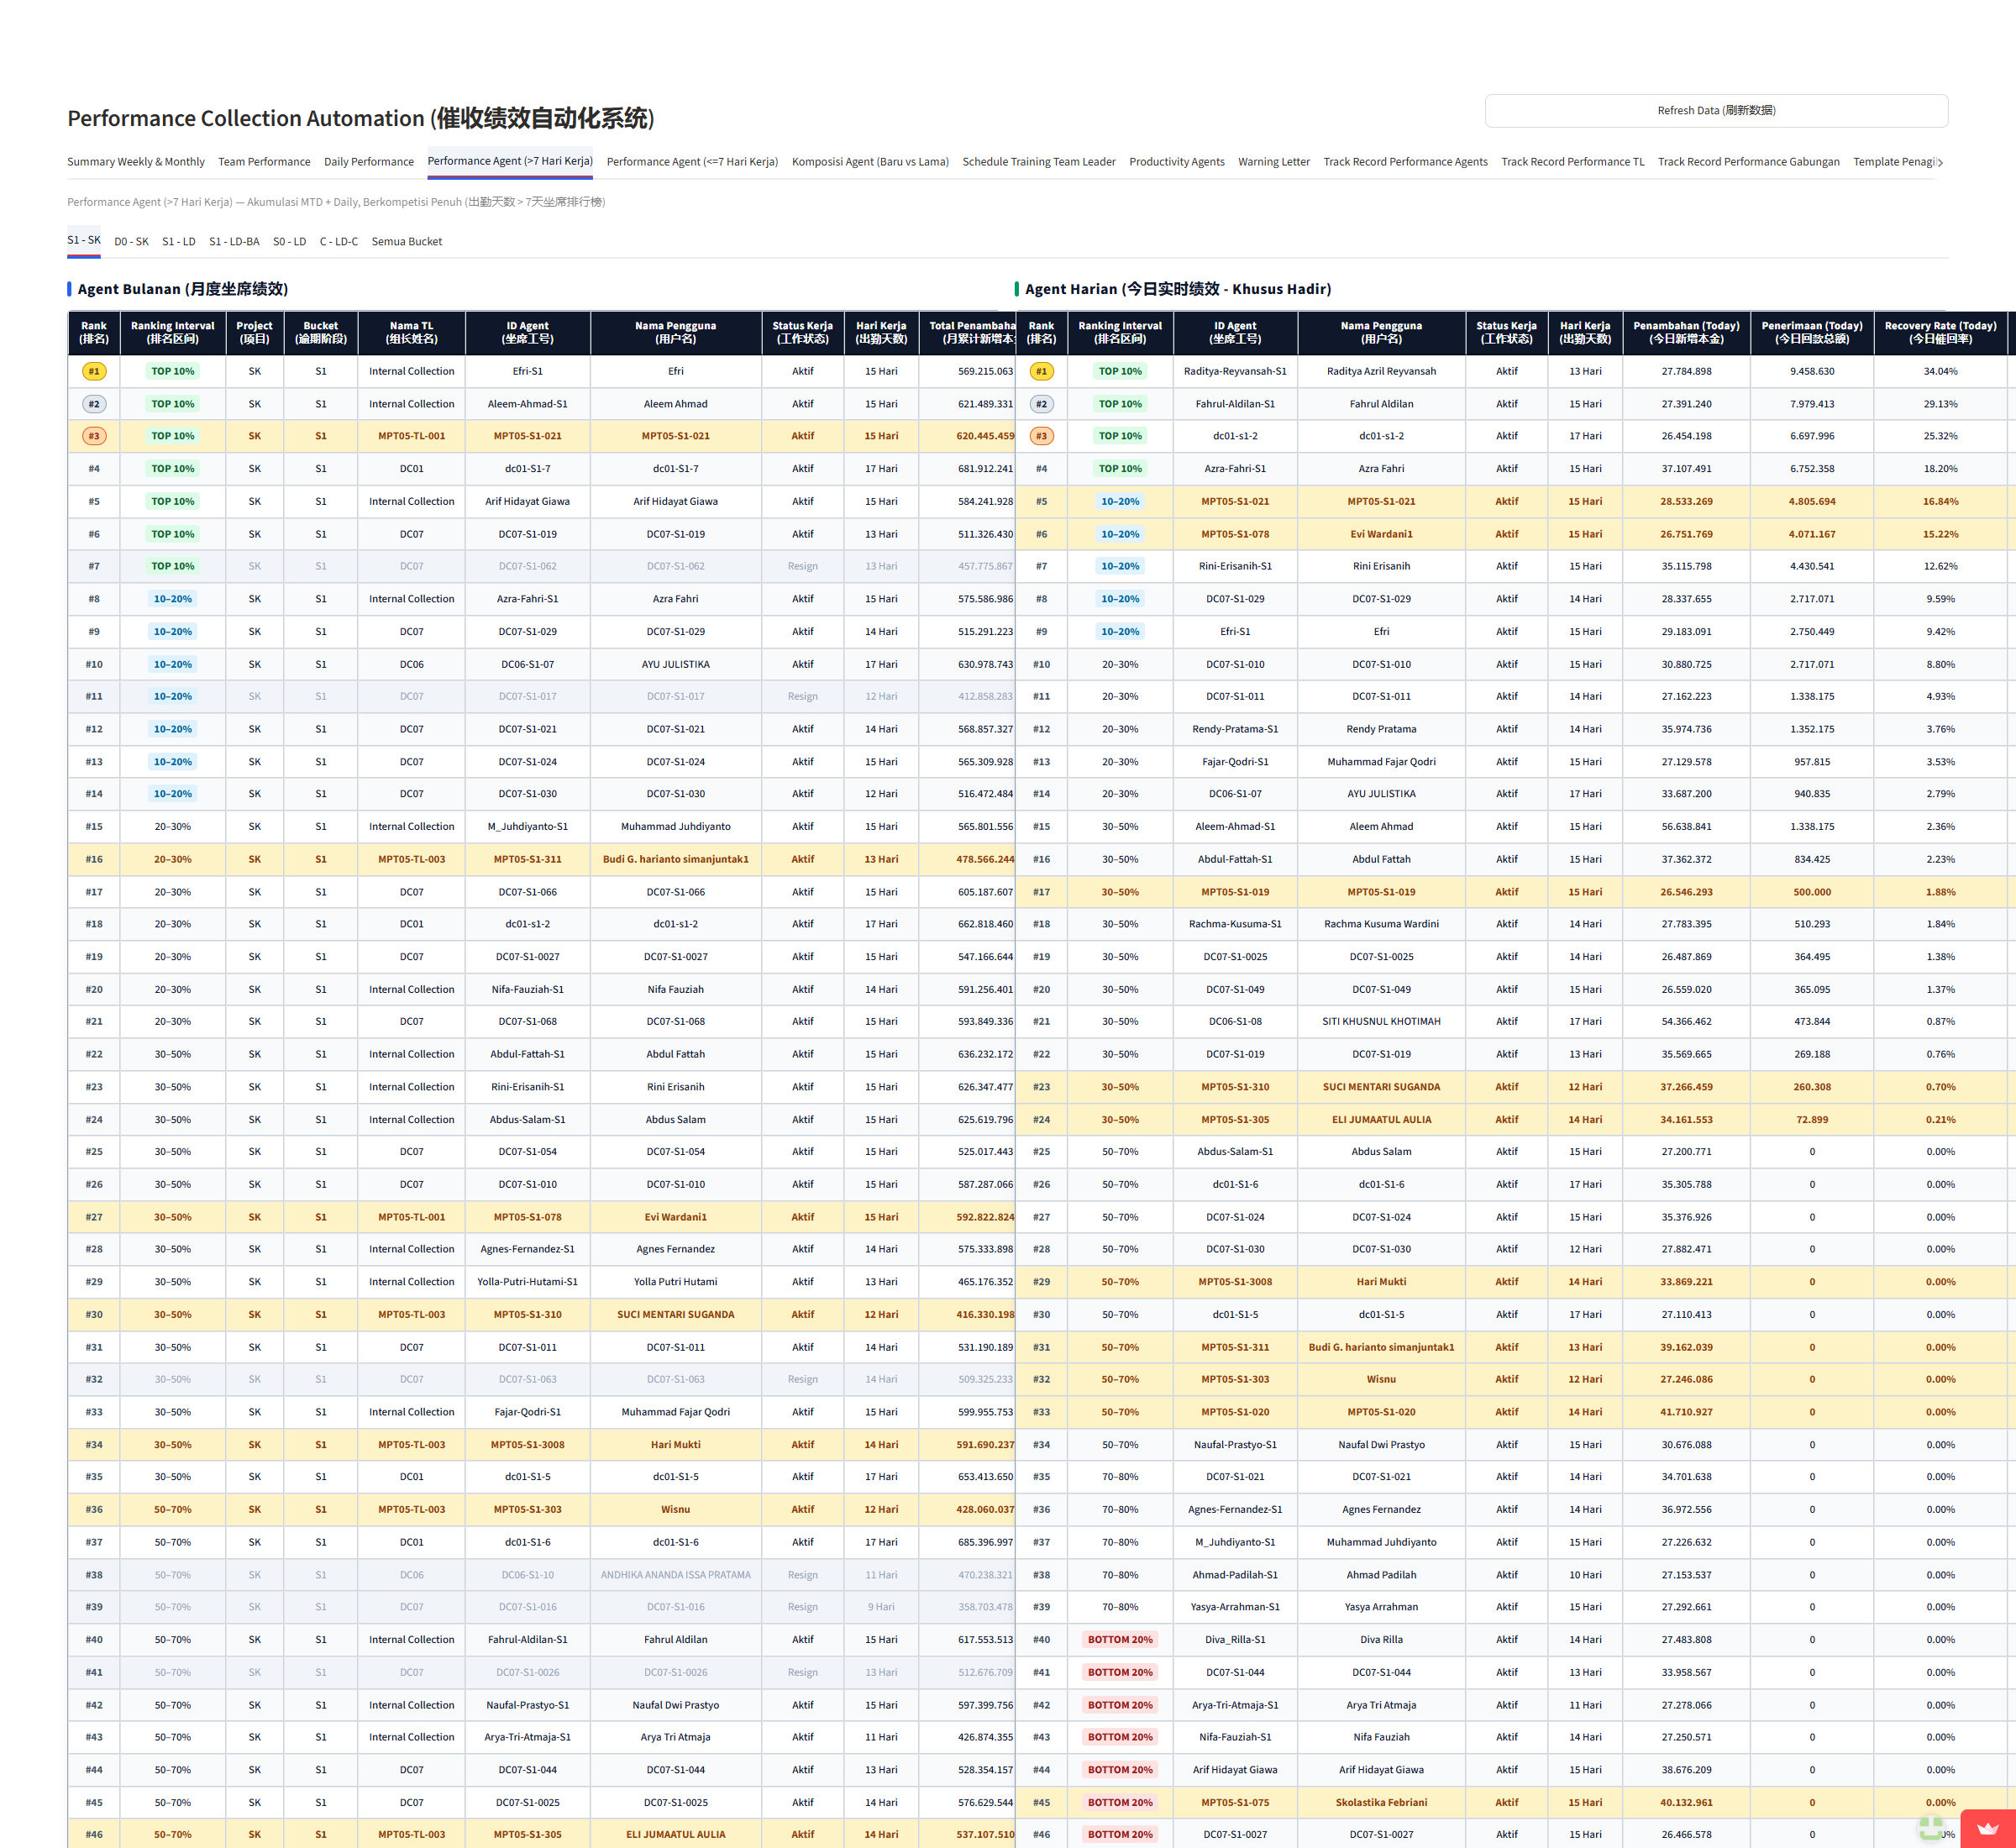 Performance Collection Automation (催收绩效自动化系统)
Refresh Data (刷新数据)
Summary Weekly & Monthly Team Performance Daily Performance Performance Agent (>7 Hari Kerja) Performance Agent (<=7 Hari Kerja) Komposisi Agent (Baru vs Lama) Schedule Training Team Leader Productivity Agents Warning Letter Track Record Performance Agents Track Record Performance TL Track Record Performance Gabungan Template Penagi
Performance Agent (>7 Hari Kerja) — Akumulasi MTD + Daily, Berkompetisi Penuh (出勤天数 > 7天坐席排行榜)
S1 - SK D0 - SK S1 - LD S1 - LD-BA S0 - LD C - LD-C Semua Bucket
Agent Bulanan (月度坐席绩效)
Rank Ranking Interval Project Bucket Nama TL ID Agent Nama Pengguna Status Kerja Hari Kerja Total Penambaha
(排名) (排名区间) (项目) (逾期阶段) (组长姓名) (坐席工号) (用户名) (工作状态) (出勤天数) (月累计新增本
#1 TOP 10% SK S1 Internal Collection Efri-S1 Efri Aktif 15 Hari 569.215.063
#2 TOP 10% SK S1 Internal Collection Aleem-Ahmad-S1 Aleem Ahmad Aktif 15 Hari 621.489.331
#3 TOP 10% SK S1 MPT05-TL-001 MPT05-S1-021 MPT05-S1-021 Aktif 15 Hari 620.445.459
#4 TOP 10% SK S1 DC01 dc01-s1-7 dc01-s1-7 Aktif 17 Hari 681.912.241
#5 TOP 10% SK S1 Internal Collection Arif Hidayat Giawa Arif Hidayat Giawa Aktif 15 Hari 584.241.928
#6 TOP 10% SK S1 DC07 DC07-S1-019 DC07-S1-019 Aktif 13 Hari 511.326.430
#7 TOP 10% SK S1 DC07 DC07-S1-062 DC07-S1-062 Resign 13 Hari 457.775.867
#8 10–20% SK S1 Internal Collection Azra-Fahri-S1 Azra Fahri Aktif 15 Hari 575.586.986
#9 10–20% SK S1 DC07 DC07-S1-029 DC07-S1-029 Aktif 14 Hari 515.291.223
#10 10–20% SK S1 DC06 DC06-S1-07 AYU JULISTIKA Aktif 17 Hari 630.978.743
#11 10–20% SK S1 DC07 DC07-S1-017 DC07-S1-017 Resign 12 Hari 412.858.283
#12 10–20% SK S1 DC07 DC07-S1-021 DC07-S1-021 Aktif 14 Hari 568.857.327
#13 10–20% SK S1 DC07 DC07-S1-024 DC07-S1-024 Aktif 15 Hari 565.309.928
#14 10–20% SK S1 DC07 DC07-S1-030 DC07-S1-030 Aktif 12 Hari 516.472.484
#15 20–30% SK S1 Internal Collection M_Juhdiyanto-S1 Muhammad Juhdiyanto Aktif 15 Hari 565.801.556
#16 20–30% SK S1 MPT05-TL-003 MPT05-S1-311 Budi G. harianto simanjuntak1 Aktif 13 Hari 478.566.244
#17 20–30% SK S1 DC07 DC07-S1-066 DC07-S1-066 Aktif 15 Hari 605.187.607
#18 20–30% SK S1 DC01 dc01-s1-2 dc01-s1-2 Aktif 17 Hari 662.818.460
#19 20–30% SK S1 DC07 DC07-S1-0027 DC07-S1-0027 Aktif 15 Hari 547.166.644
#20 20–30% SK S1 Internal Collection Nifa-Fauziah-S1 Nifa Fauziah Aktif 14 Hari 591.256.401
#21 20–30% SK S1 DC07 DC07-S1-068 DC07-S1-068 Aktif 15 Hari 593.849.336
#22 30–50% SK S1 Internal Collection Abdul-Fattah-S1 Abdul Fattah Aktif 15 Hari 636.232.172
#23 30–50% SK S1 Internal Collection Rini-Erisanih-S1 Rini Erisanih Aktif 15 Hari 626.347.477
#24 30–50% SK S1 Internal Collection Abdus-Salam-S1 Abdus Salam Aktif 15 Hari 625.619.796
#25 30–50% SK S1 DC07 DC07-S1-054 DC07-S1-054 Aktif 15 Hari 525.017.443
#26 30–50% SK S1 DC07 DC07-S1-010 DC07-S1-010 Aktif 15 Hari 587.287.066
#27 30–50% SK S1 MPT05-TL-001 MPT05-S1-078 Evi Wardani1 Aktif 15 Hari 592.822.824
#28 30–50% SK S1 Internal Collection Agnes-Fernandez-S1 Agnes Fernandez Aktif 14 Hari 575.333.898
#29 30–50% SK S1 Internal Collection Yolla-Putri-Hutami-S1 Yolla Putri Hutami Aktif 13 Hari 465.176.352
#30 30–50% SK S1 MPT05-TL-003 MPT05-S1-310 SUCI MENTARI SUGANDA Aktif 12 Hari 416.330.198
#31 30–50% SK S1 DC07 DC07-S1-011 DC07-S1-011 Aktif 14 Hari 531.190.189
#32 30–50% SK S1 DC07 DC07-S1-063 DC07-S1-063 Resign 14 Hari 509.325.233
#33 30–50% SK S1 Internal Collection Fajar-Qodri-S1 Muhammad Fajar Qodri Aktif 15 Hari 599.955.753
#34 30–50% SK S1 MPT05-TL-003 MPT05-S1-3008 Hari Mukti Aktif 14 Hari 591.690.237
#35 30–50% SK S1 DC01 dc01-S1-5 dc01-S1-5 Aktif 17 Hari 653.413.650
#36 50–70% SK S1 MPT05-TL-003 MPT05-S1-303 Wisnu Aktif 12 Hari 428.060.037
#37 50–70% SK S1 DC01 dc01-S1-6 dc01-S1-6 Aktif 17 Hari 685.396.997
#38 50–70% SK S1 DC06 DC06-S1-10 ANDHIKA ANANDA ISSA PRATAMA Resign 11 Hari 470.238.321
#39 50–70% SK S1 DC07 DC07-S1-016 DC07-S1-016 Resign 9 Hari 358.703.478
#40 50–70% SK S1 Internal Collection Fahrul-Aldilan-S1 Fahrul Aldilan Aktif 15 Hari 617.553.513
#41 50–70% SK S1 DC07 DC07-S1-0026 DC07-S1-0026 Resign 13 Hari 512.676.709
#42 50–70% SK S1 Internal Collection Naufal-Prastyo-S1 Naufal Dwi Prastyo Aktif 15 Hari 597.399.756
#43 50–70% SK S1 Internal Collection Arya-Tri-Atmaja-S1 Arya Tri Atmaja Aktif 11 Hari 426.874.355
#44 50–70% SK S1 DC07 DC07-S1-044 DC07-S1-044 Aktif 13 Hari 528.354.157
#45 50–70% SK S1 DC07 DC07-S1-0025 DC07-S1-0025 Aktif 14 Hari 576.629.544
#46 50–70% SK S1 MPT05-TL-003 MPT05-S1-305 ELI JUMAATUL AULIA Aktif 14 Hari 537.107.510
Agent Harian (今日实时绩效 - Khusus Hadir)
Rank Ranking Interval ID Agent Nama Pengguna Status Kerja Hari Kerja Penambahan (Today) Penerimaan (Today) Recovery Rate (Today)
(排名) (排名区间) (坐席工号) (用户名) (工作状态) (出勤天数) (今日新增本金) (今日回款总额) (今日催回率)
#1 TOP 10% Raditya-Reyvansah-S1 Raditya Azril Reyvansah Aktif 13 Hari 27.784.898 9.458.630 34.04%
#2 TOP 10% Fahrul-Aldilan-S1 Fahrul Aldilan Aktif 15 Hari 27.391.240 7.979.413 29.13%
#3 TOP 10% dc01-s1-2 dc01-s1-2 Aktif 17 Hari 26.454.198 6.697.996 25.32%
#4 TOP 10% Azra-Fahri-S1 Azra Fahri Aktif 15 Hari 37.107.491 6.752.358 18.20%
#5 10–20% MPT05-S1-021 MPT05-S1-021 Aktif 15 Hari 28.533.269 4.805.694 16.84%
#6 10–20% MPT05-S1-078 Evi Wardani1 Aktif 15 Hari 26.751.769 4.071.167 15.22%
#7 10–20% Rini-Erisanih-S1 Rini Erisanih Aktif 15 Hari 35.115.798 4.430.541 12.62%
#8 10–20% DC07-S1-029 DC07-S1-029 Aktif 14 Hari 28.337.655 2.717.071 9.59%
#9 10–20% Efri-S1 Efri Aktif 15 Hari 29.183.091 2.750.449 9.42%
#10 20–30% DC07-S1-010 DC07-S1-010 Aktif 15 Hari 30.880.725 2.717.071 8.80%
#11 20–30% DC07-S1-011 DC07-S1-011 Aktif 14 Hari 27.162.223 1.338.175 4.93%
#12 20–30% Rendy-Pratama-S1 Rendy Pratama Aktif 14 Hari 35.974.736 1.352.175 3.76%
#13 20–30% Fajar-Qodri-S1 Muhammad Fajar Qodri Aktif 15 Hari 27.129.578 957.815 3.53%
#14 20–30% DC06-S1-07 AYU JULISTIKA Aktif 17 Hari 33.687.200 940.835 2.79%
#15 30–50% Aleem-Ahmad-S1 Aleem Ahmad Aktif 15 Hari 56.638.841 1.338.175 2.36%
#16 30–50% Abdul-Fattah-S1 Abdul Fattah Aktif 15 Hari 37.362.372 834.425 2.23%
#17 30–50% MPT05-S1-019 MPT05-S1-019 Aktif 15 Hari 26.546.293 500.000 1.88%
#18 30–50% Rachma-Kusuma-S1 Rachma Kusuma Wardini Aktif 14 Hari 27.783.395 510.293 1.84%
#19 30–50% DC07-S1-0025 DC07-S1-0025 Aktif 14 Hari 26.487.869 364.495 1.38%
#20 30–50% DC07-S1-049 DC07-S1-049 Aktif 15 Hari 26.559.020 365.095 1.37%
#21 30–50% DC06-S1-08 SITI KHUSNUL KHOTIMAH Aktif 17 Hari 54.366.462 473.844 0.87%
#22 30–50% DC07-S1-019 DC07-S1-019 Aktif 13 Hari 35.569.665 269.188 0.76%
#23 30–50% MPT05-S1-310 SUCI MENTARI SUGANDA Aktif 12 Hari 37.266.459 260.308 0.70%
#24 30–50% MPT05-S1-305 ELI JUMAATUL AULIA Aktif 14 Hari 34.161.553 72.899 0.21%
#25 50–70% Abdus-Salam-S1 Abdus Salam Aktif 15 Hari 27.200.771 0 0.00%
#26 50–70% dc01-S1-6 dc01-S1-6 Aktif 17 Hari 35.305.788 0 0.00%
#27 50–70% DC07-S1-024 DC07-S1-024 Aktif 15 Hari 35.376.926 0 0.00%
#28 50–70% DC07-S1-030 DC07-S1-030 Aktif 12 Hari 27.882.471 0 0.00%
#29 50–70% MPT05-S1-3008 Hari Mukti Aktif 14 Hari 33.869.221 0 0.00%
#30 50–70% dc01-S1-5 dc01-S1-5 Aktif 17 Hari 27.110.413 0 0.00%
#31 50–70% MPT05-S1-311 Budi G. harianto simanjuntak1 Aktif 13 Hari 39.162.039 0 0.00%
#32 50–70% MPT05-S1-303 Wisnu Aktif 12 Hari 27.246.086 0 0.00%
#33 50–70% MPT05-S1-020 MPT05-S1-020 Aktif 14 Hari 41.710.927 0 0.00%
#34 50–70% Naufal-Prastyo-S1 Naufal Dwi Prastyo Aktif 15 Hari 30.676.088 0 0.00%
#35 70–80% DC07-S1-021 DC07-S1-021 Aktif 14 Hari 34.701.638 0 0.00%
#36 70–80% Agnes-Fernandez-S1 Agnes Fernandez Aktif 14 Hari 36.972.556 0 0.00%
#37 70–80% M_Juhdiyanto-S1 Muhammad Juhdiyanto Aktif 15 Hari 27.226.632 0 0.00%
#38 70–80% Ahmad-Padilah-S1 Ahmad Padilah Aktif 10 Hari 27.153.537 0 0.00%
#39 70–80% Yasya-Arrahman-S1 Yasya Arrahman Aktif 15 Hari 27.292.661 0 0.00%
#40 BOTTOM 20% Diva_Rilla-S1 Diva Rilla Aktif 14 Hari 27.483.808 0 0.00%
#41 BOTTOM 20% DC07-S1-044 DC07-S1-044 Aktif 13 Hari 33.958.567 0 0.00%
#42 BOTTOM 20% Arya-Tri-Atmaja-S1 Arya Tri Atmaja Aktif 11 Hari 27.278.066 0 0.00%
#43 BOTTOM 20% Nifa-Fauziah-S1 Nifa Fauziah Aktif 14 Hari 27.250.571 0 0.00%
#44 BOTTOM 20% Arif Hidayat Giawa Arif Hidayat Giawa Aktif 15 Hari 38.676.209 0 0.00%
#45 BOTTOM 20% MPT05-S1-075 Skolastika Febriani Aktif 15 Hari 40.132.961 0 0.00%
#46 BOTTOM 20% DC07-S1-0027 DC07-S1-0027 Aktif 15 Hari 26.466.578 0